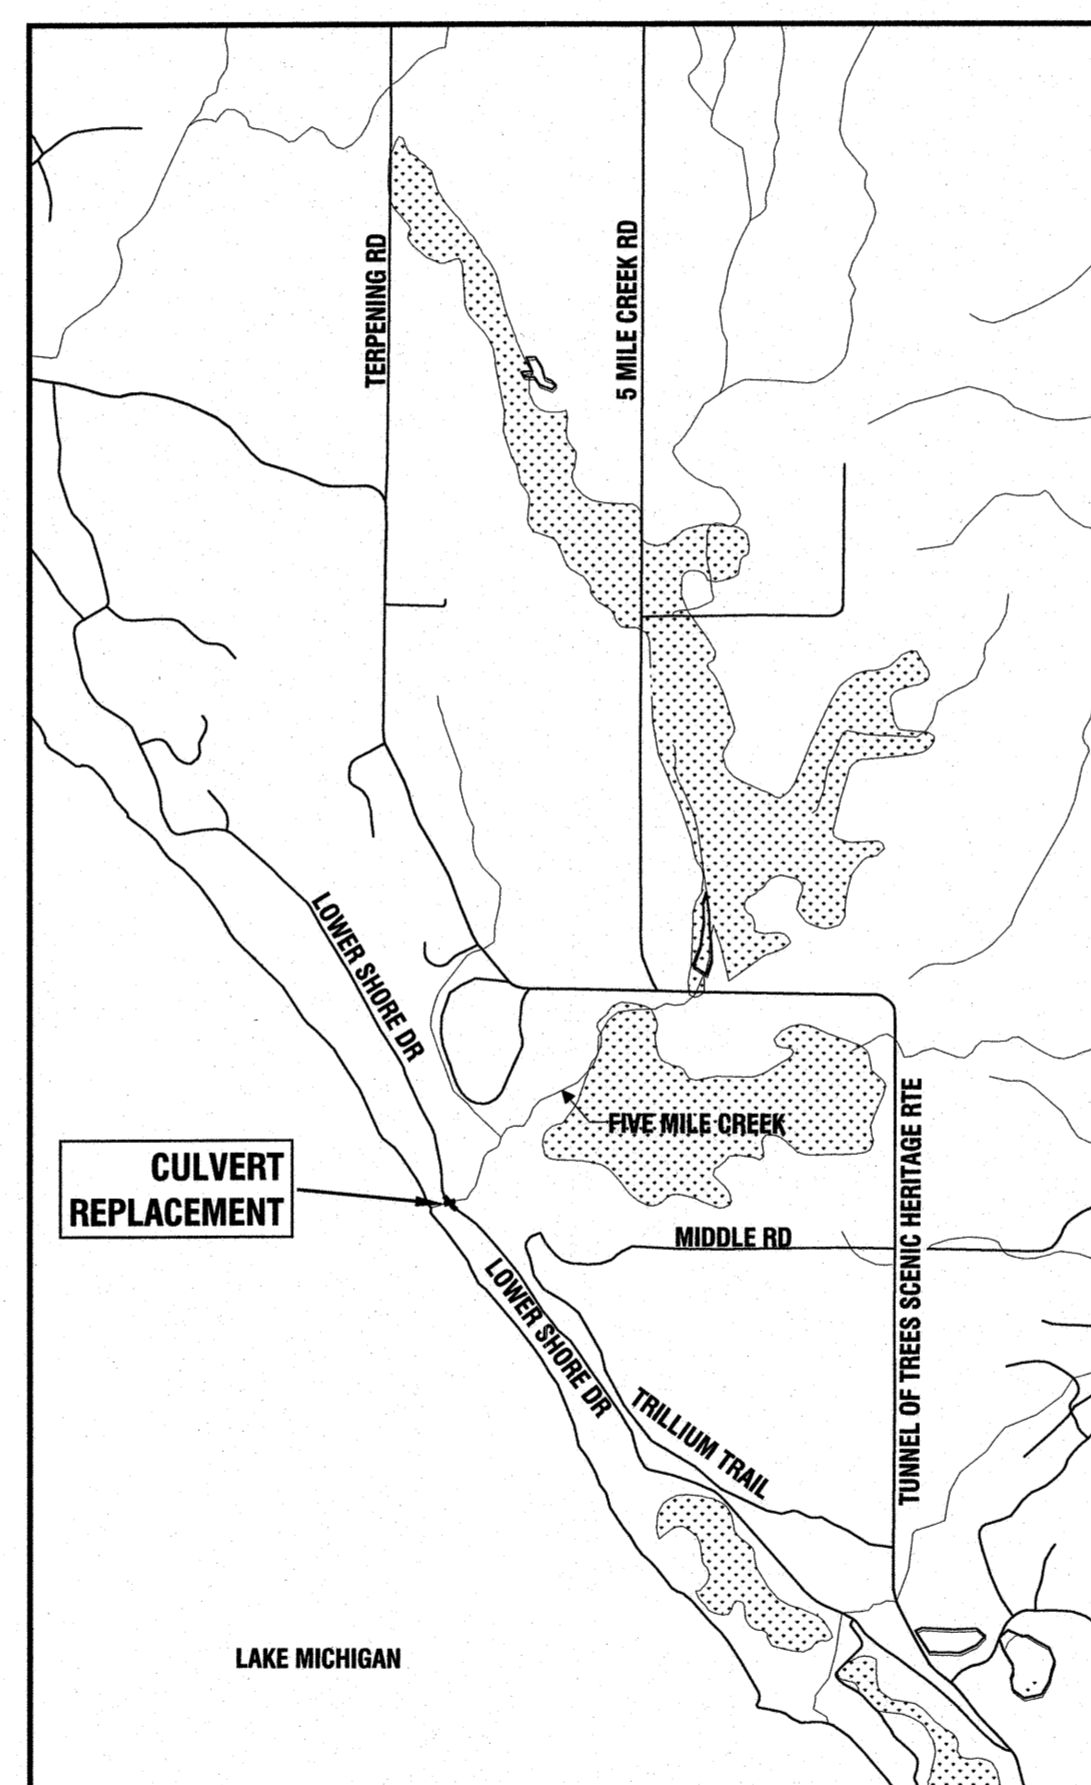 TERPENING RD
5 MILE CREEK RD
LOWER SHORE DR
FIVE MILE CREEK
CULVERT
REPLACEMENT
MIDDLE RD
TUNNEL OF TREES SCENIC HERITAGE RTE
LOWER SHORE DR
TRILLIUM TRAIL
LAKE MICHIGAN